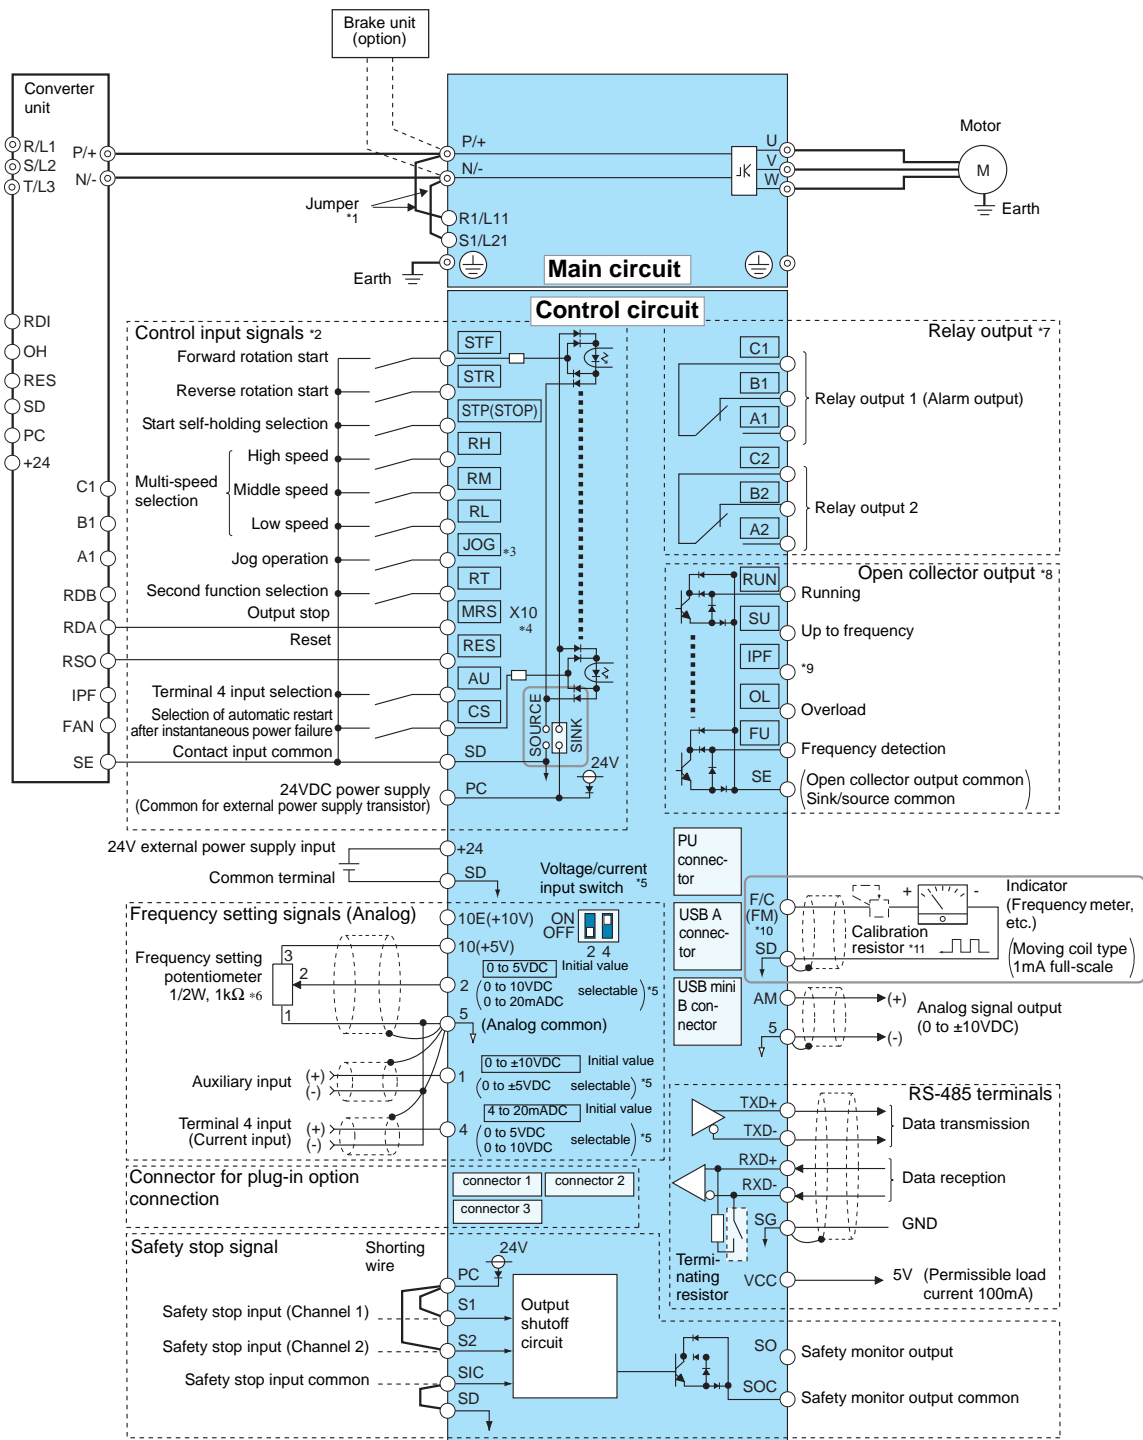 Brake unit
(option)
Converter
unit
R/L1
S/L2
T/L3
P/+
N/-
Jumper
*1
P/+
N/-
R1/L11
S1/L21
Earth
Main circuit
U
V
W
Motor
M
Earth
Control circuit
RDI
OH
RES
SD
PC
+24
C1
B1
A1
RDB
RDA
RSO
IPF
FAN
SE
Control input signals *2
Forward rotation start
Reverse rotation start
Start self-holding selection
Multi-speed
selection
High speed
Middle speed
Low speed
Jog operation
Second function selection
Output stop
Reset
Terminal 4 input selection
Selection of automatic restart
after instantaneous power failure
Contact input common
24VDC power supply
(Common for external power supply transistor)
STF
STR
STP(STOP)
RH
RM
RL
JOG *3
RT
MRS X10
*4
RES
AU
CS
SD
PC
SOURCE
SINK
24V
Relay output *7
C1
B1
A1
Relay output 1 (Alarm output)
C2
B2
A2
Relay output 2
Open collector output *8
RUN
Running
SU
Up to frequency
IPF
*9
OL
Overload
FU
Frequency detection
SE
(Open collector output common
Sink/source common)
24V external power supply input
Common terminal
+24
SD
Voltage/current
input switch *5
ON
OFF
2 4
Frequency setting signals (Analog)
Frequency setting
potentiometer
1/2W, 1kΩ *6
3
2
1
10E(+10V)
10(+5V)
2
0 to 5VDC Initial value
(0 to 10VDC
0 to 20mADC selectable) *5
5
(Analog common)
Auxiliary input
(+)
(-)
1
0 to ±10VDC Initial value
(0 to ±5VDC selectable) *5
Terminal 4 input
(Current input)
(+)
(-)
4
4 to 20mADC Initial value
(0 to 5VDC
0 to 10VDC selectable) *5
PU
connec-
tor
USB A
connec-
tor
USB mini
B con-
nector
F/C
(FM)
*10
SD
+ -
Calibration
resistor *11
Indicator
(Frequency meter,
etc.)
(Moving coil type
1mA full-scale)
AM
5
(+)
(-)
Analog signal output
(0 to ±10VDC)
RS-485 terminals
TXD+
TXD-
Data transmission
RXD+
RXD-
Data reception
SG
GND
Termi-
nating
resistor
VCC
5V (Permissible load
current 100mA)
Connector for plug-in option
connection
connector 1
connector 2
connector 3
Safety stop signal
Shorting
wire
24V
PC
Safety stop input (Channel 1)
S1
Safety stop input (Channel 2)
S2
Safety stop input common
SIC
SD
Output
shutoff
circuit
SO
Safety monitor output
SOC
Safety monitor output common